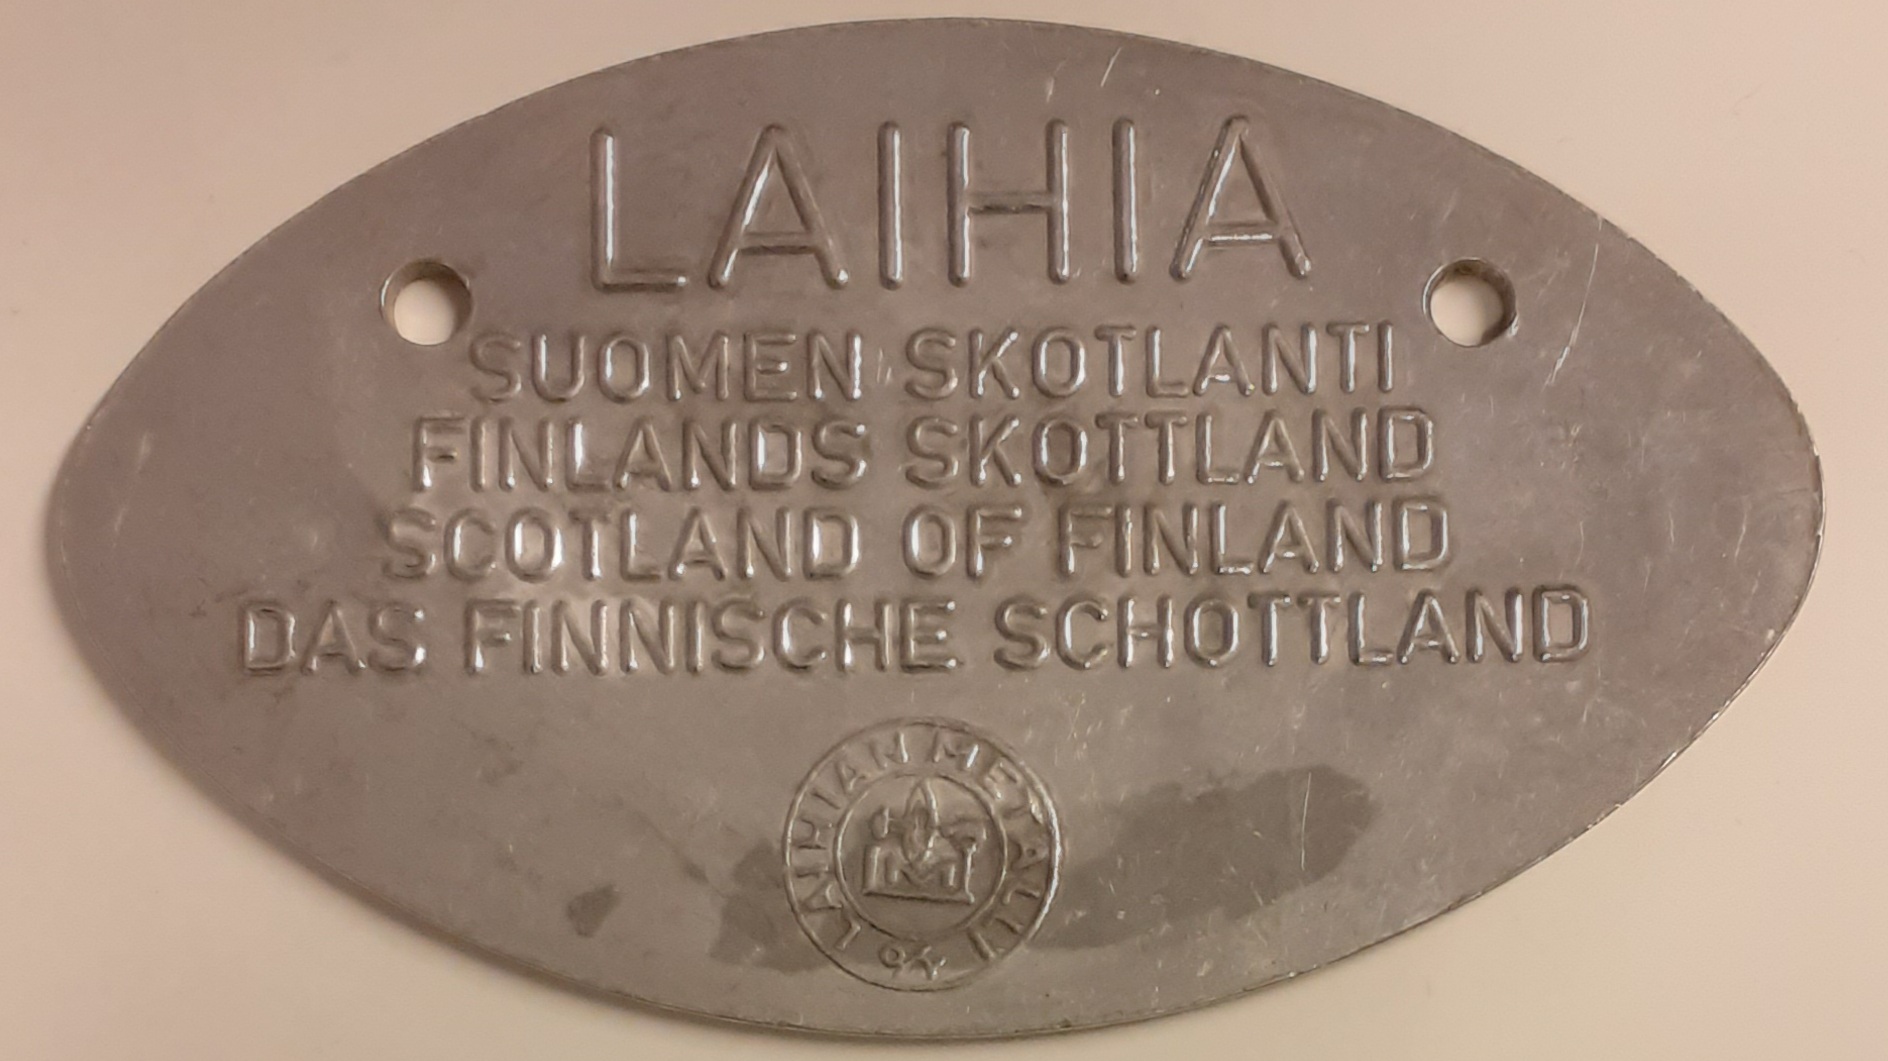 LAIHIA
SUOMEN SKOTLANTI
FINLANDS SKOTTLAND
SCOTLAND OF FINLAND
DAS FINNISCHE SCHOTTLAND
LAIHIAN METALLI